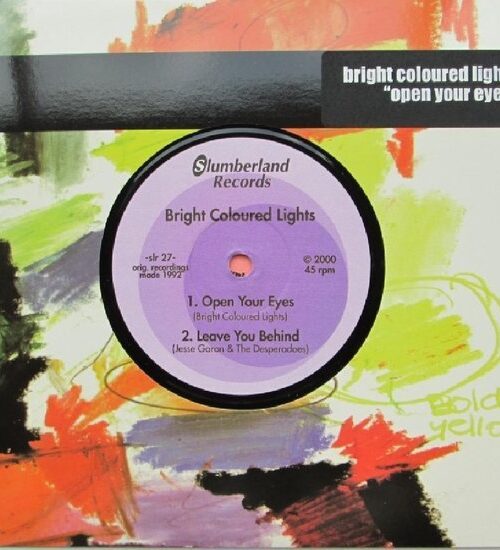 bright coloured ligh
"open your eye
Slumberland
Records
Bright Coloured Lights
-slr 27-
orig. recordings
made 1992
© 2000
45 rpm
1. Open Your Eyes
(Bright Coloured Lights)
2. Leave You Behind
(Jesse Garon & The Desperadoes)
Bold
yello